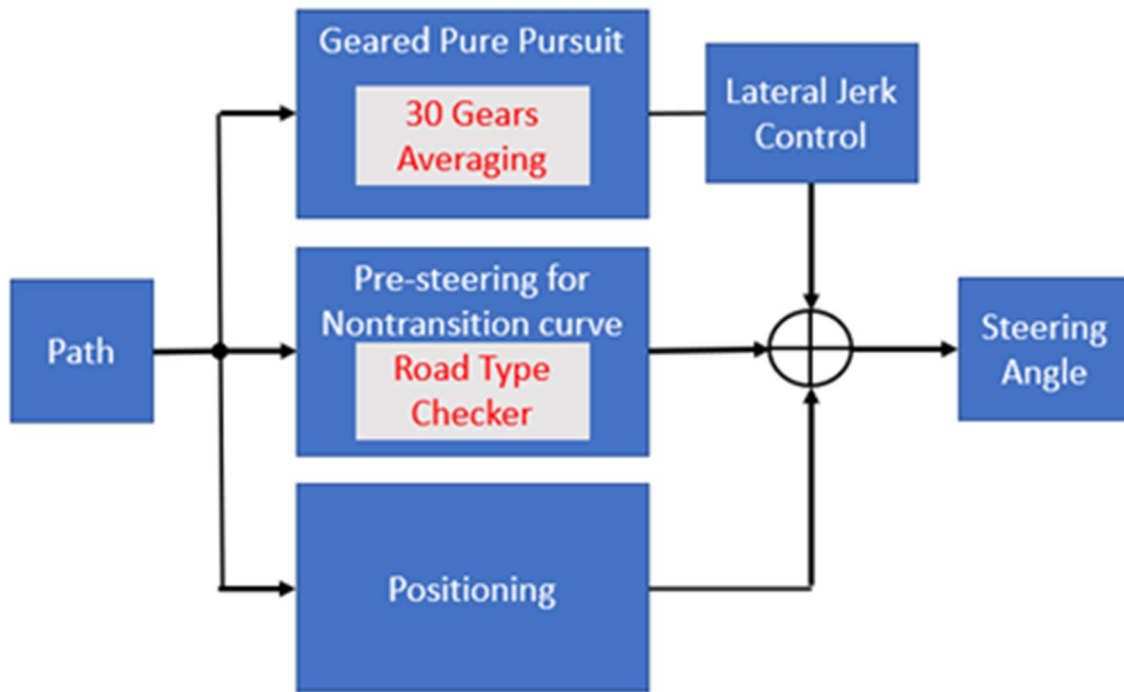 Geared Pure Pursuit
30 Gears
Averaging
Lateral Jerk
Control
Path
Pre-steering for
Nontransition curve
Road Type
Checker
Steering
Angle
Positioning